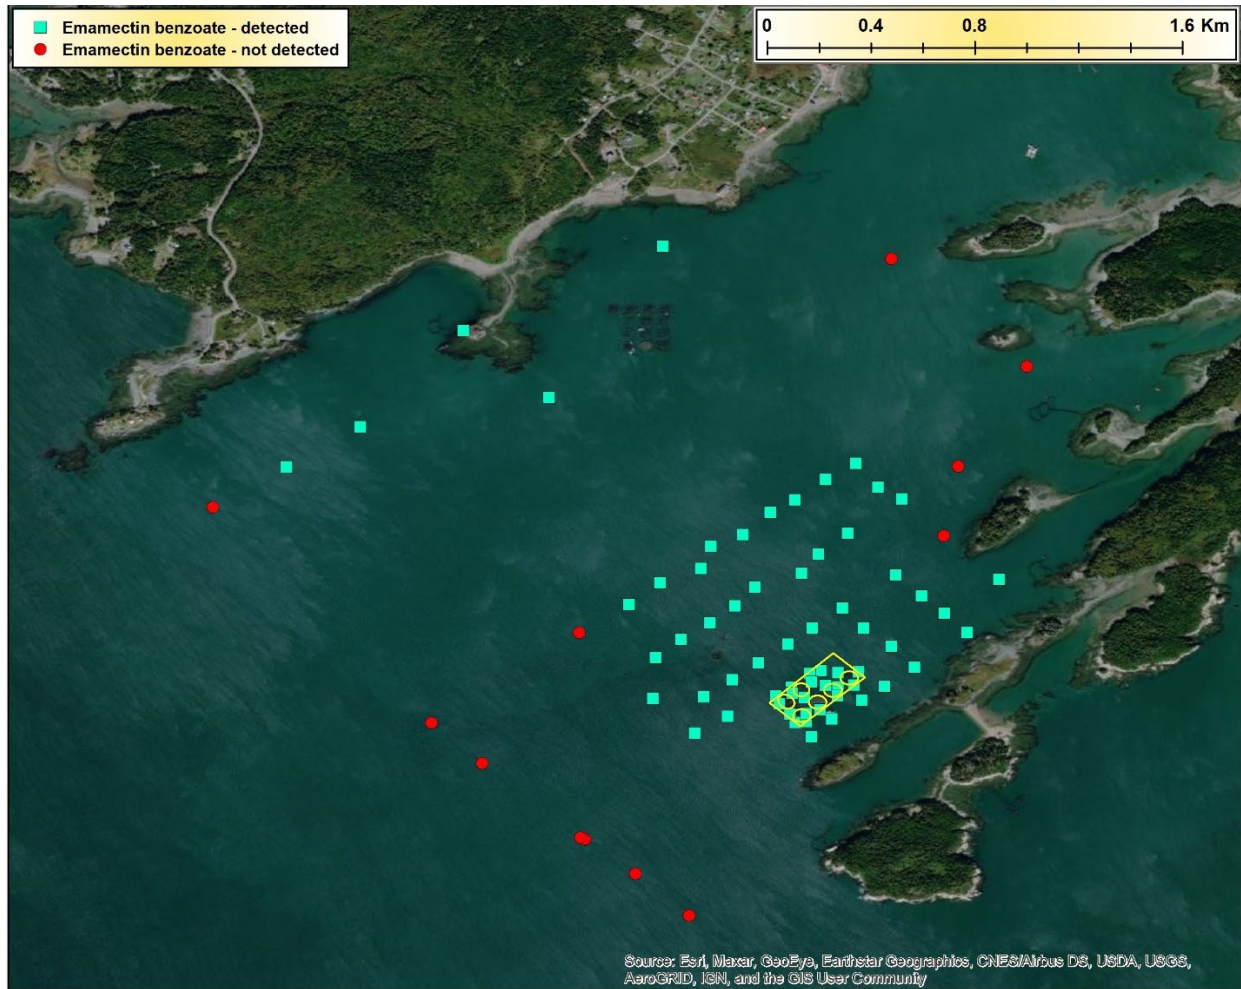 Emamectin benzoate - detected
Emamectin benzoate - not detected
0 0.4 0.8 1.6 Km
Source: Esri, Maxar, GeoEye, Earthstar Geographics, CNES/Airbus DS, USDA, USGS,
AeroGRID, IGN, and the GIS User Community